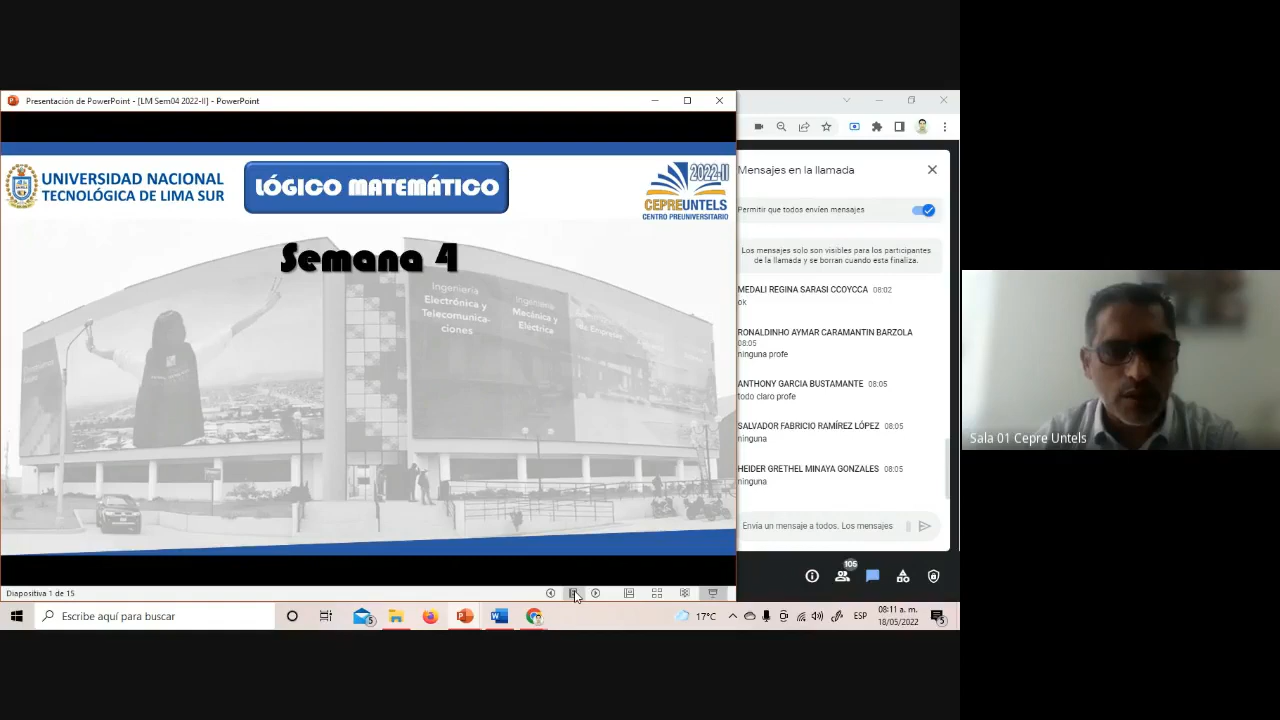 Presentación de PowerPoint - [LM Sem04 2022-II] - PowerPoint
UNIVERSIDAD NACIONAL
TECNOLÓGICA DE LIMA SUR
LÓGICO MATEMÁTICO
2022-II
CEPREUNTELS
CENTRO PREUNIVERSITARIO
Semana 4
Ingeniería
Electrónica y
Telecomunica-
ciones
Ingeniería
Mecánica y
Eléctrica
Diapositiva 1 de 15
Mensajes en la llamada
Permitir que todos envíen mensajes
Los mensajes solo son visibles para los participantes
de la llamada y se borran cuando esta finaliza.
MEDALI REGINA SARASI CCOYCCA 08:02
ok
RONALDINHO AYMAR CARAMANTIN BARZOLA
08:05
ninguna profe
ANTHONY GARCIA BUSTAMANTE 08:05
todo claro profe
SALVADOR FABRICIO RAMÍREZ LÓPEZ 08:05
ninguna
HEIDER GRETHEL MINAYA GONZALES 08:05
ninguna
Envía un mensaje a todos. Los mensajes
105
Sala 01 Cepre Untels
Escribe aquí para buscar
5
17°C
ESP
08:11 a. m.
18/05/2022
5